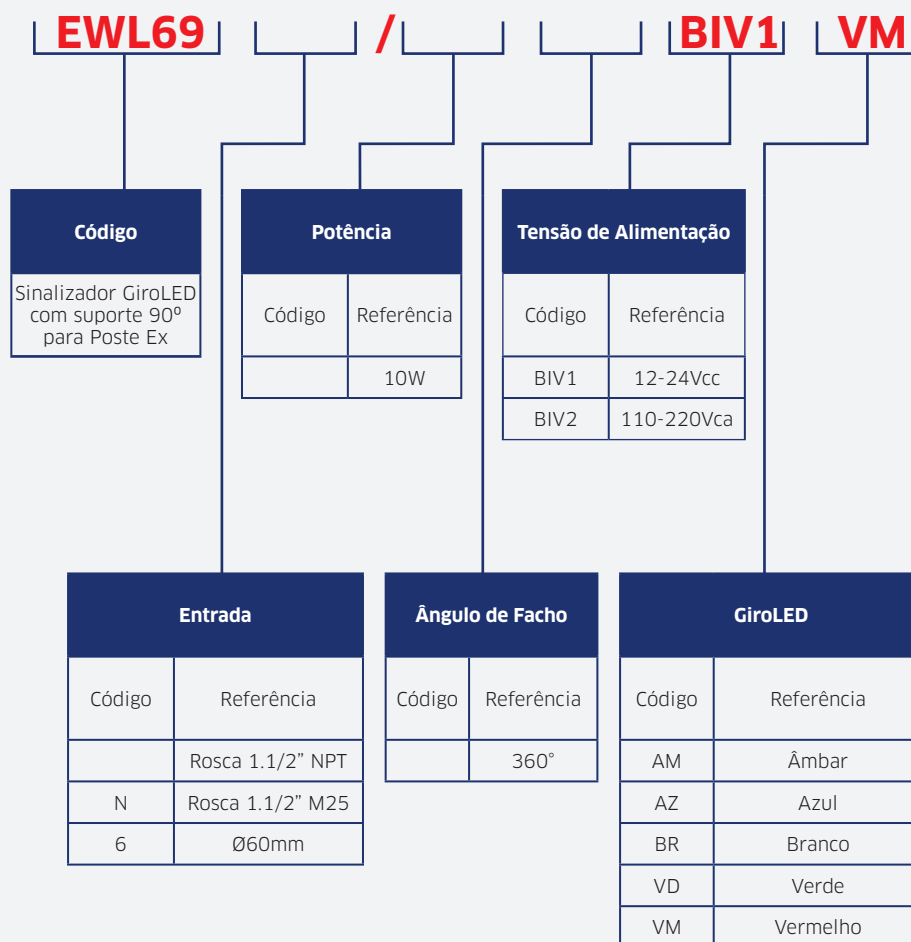 EWL69 / BIV1 VM
Código
Sinalizador GiroLED
com suporte 90º
para Poste Ex
Potência
Código Referência
10W
Tensão de Alimentação
Código Referência
BIV1 12-24Vcc
BIV2 110-220Vca
Entrada
Código Referência
Rosca 1.1/2” NPT
N Rosca 1.1/2” M25
6 Ø60mm
Ângulo de Facho
Código Referência
360°
GiroLED
Código Referência
AM Âmbar
AZ Azul
BR Branco
VD Verde
VM Vermelho